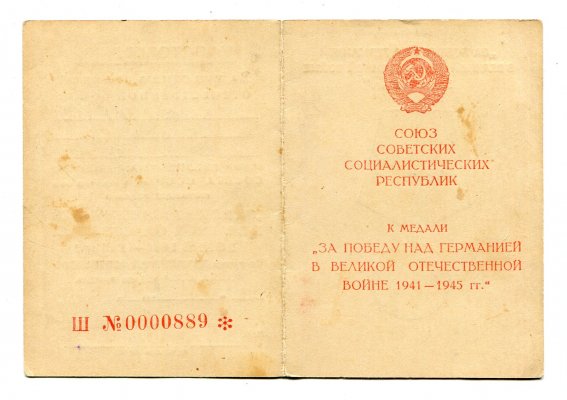 Ш №0000889 *
СОЮЗ
СОВЕТСКИХ
СОЦИАЛИСТИЧЕСКИХ
РЕСПУБЛИК
К МЕДАЛИ
„ЗА ПОБЕДУ НАД ГЕРМАНИЕЙ
В ВЕЛИКОЙ ОТЕЧЕСТВЕННОЙ
ВОЙНЕ 1941—1945 гг.“